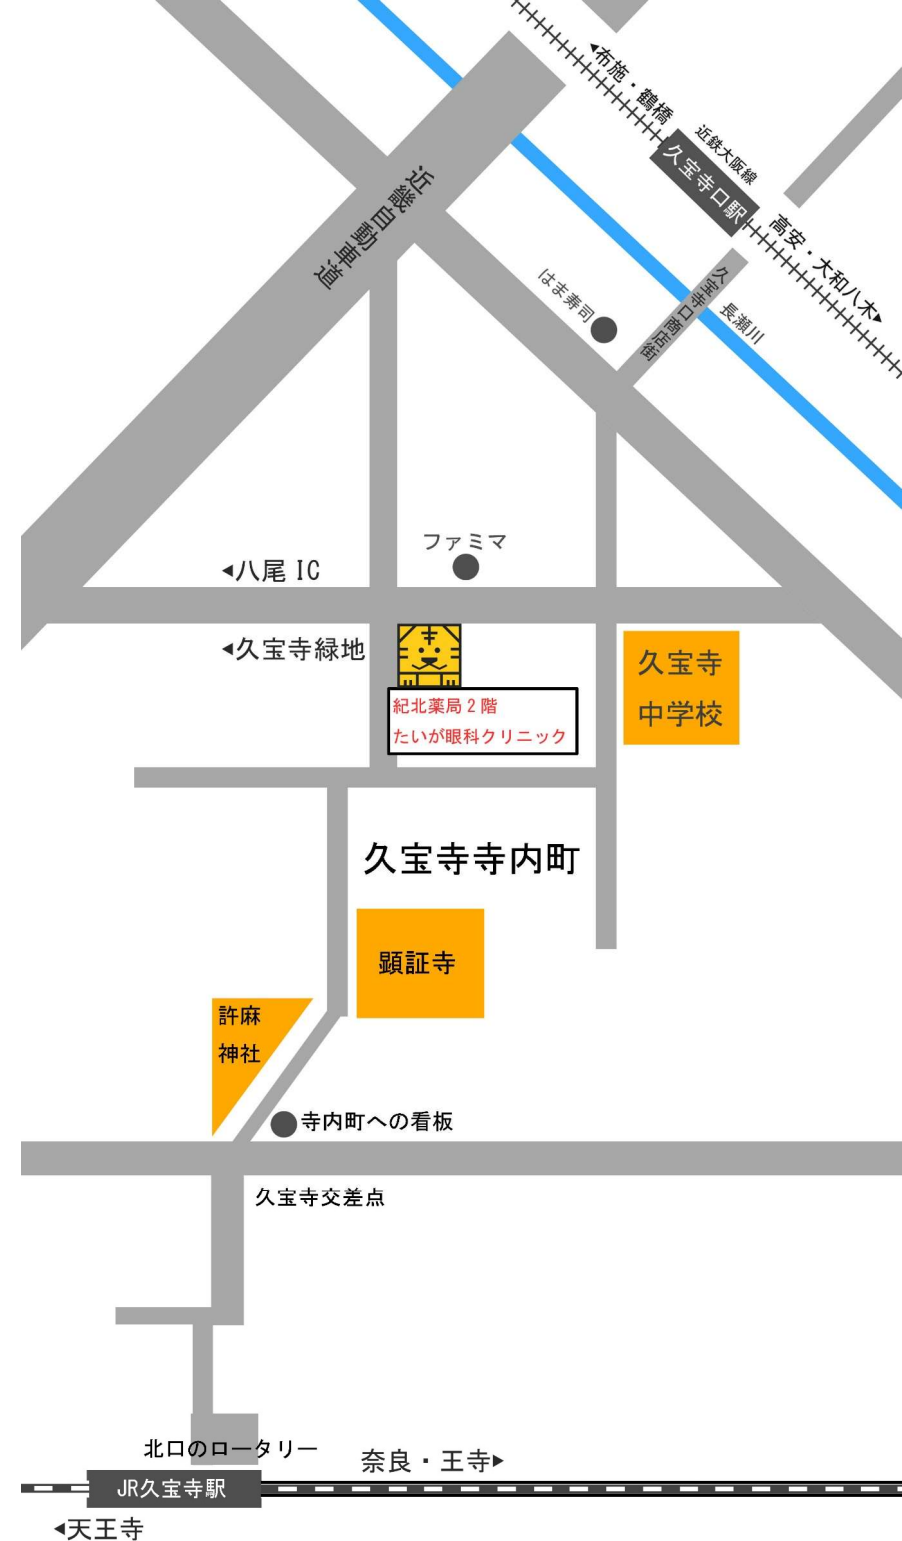 ◀布施・鶴橋
近鉄大阪線
久宝寺口駅
高安・大和八木▶
近畿自動車道
はま寿司
久宝寺口商店街
長瀬川
ファミマ
◀八尾IC
◀久宝寺緑地
紀北薬局2階
たいが眼科クリニック
久宝寺
中学校
久宝寺寺内町
顕証寺
許麻
神社
寺内町への看板
久宝寺交差点
北口のロータリー
奈良・王寺▶
JR久宝寺駅
◀天王寺